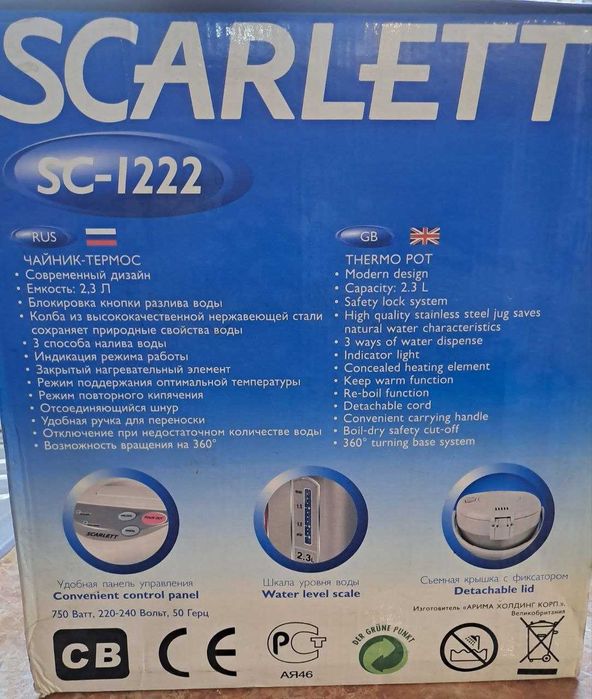 SCARLETT
SC-1222
RUS
ЧАЙНИК-ТЕРМОС
• Современный дизайн
• Емкость: 2,3 Л
• Блокировка кнопки разлива воды
• Колба из высококачественной нержавеющей стали
сохраняет природные свойства воды
• 3 способа налива воды
• Индикация режима работы
• Закрытый нагревательный элемент
• Режим поддержания оптимальной температуры
• Режим повторного кипячения
• Отсоединяющийся шнур
• Удобная ручка для переноски
• Отключение при недостаточном количестве воды
• Возможность вращения на 360°
GB
THERMO POT
• Modern design
• Capacity: 2.3 L
• Safety lock system
• High quality stainless steel jug saves
natural water characteristics
• 3 ways of water dispense
• Indicator light
• Concealed heating element
• Keep warm function
• Re-boil function
• Detachable cord
• Convenient carrying handle
• Boil-dry safety cut-off
• 360° turning base system
SCARLETT
2.3L
Удобная панель управления
Convenient control panel
Шкала уровня воды
Water level scale
Съемная крышка с фиксатором
Detachable lid
750 Ватт, 220-240 Вольт, 50 Герц
Изготовитель «АРИМА ХОЛДИНГ КОРП.»,
Великобритания
CB
CE
РСТ
АЯ46
DER GRÜNE PUNKT